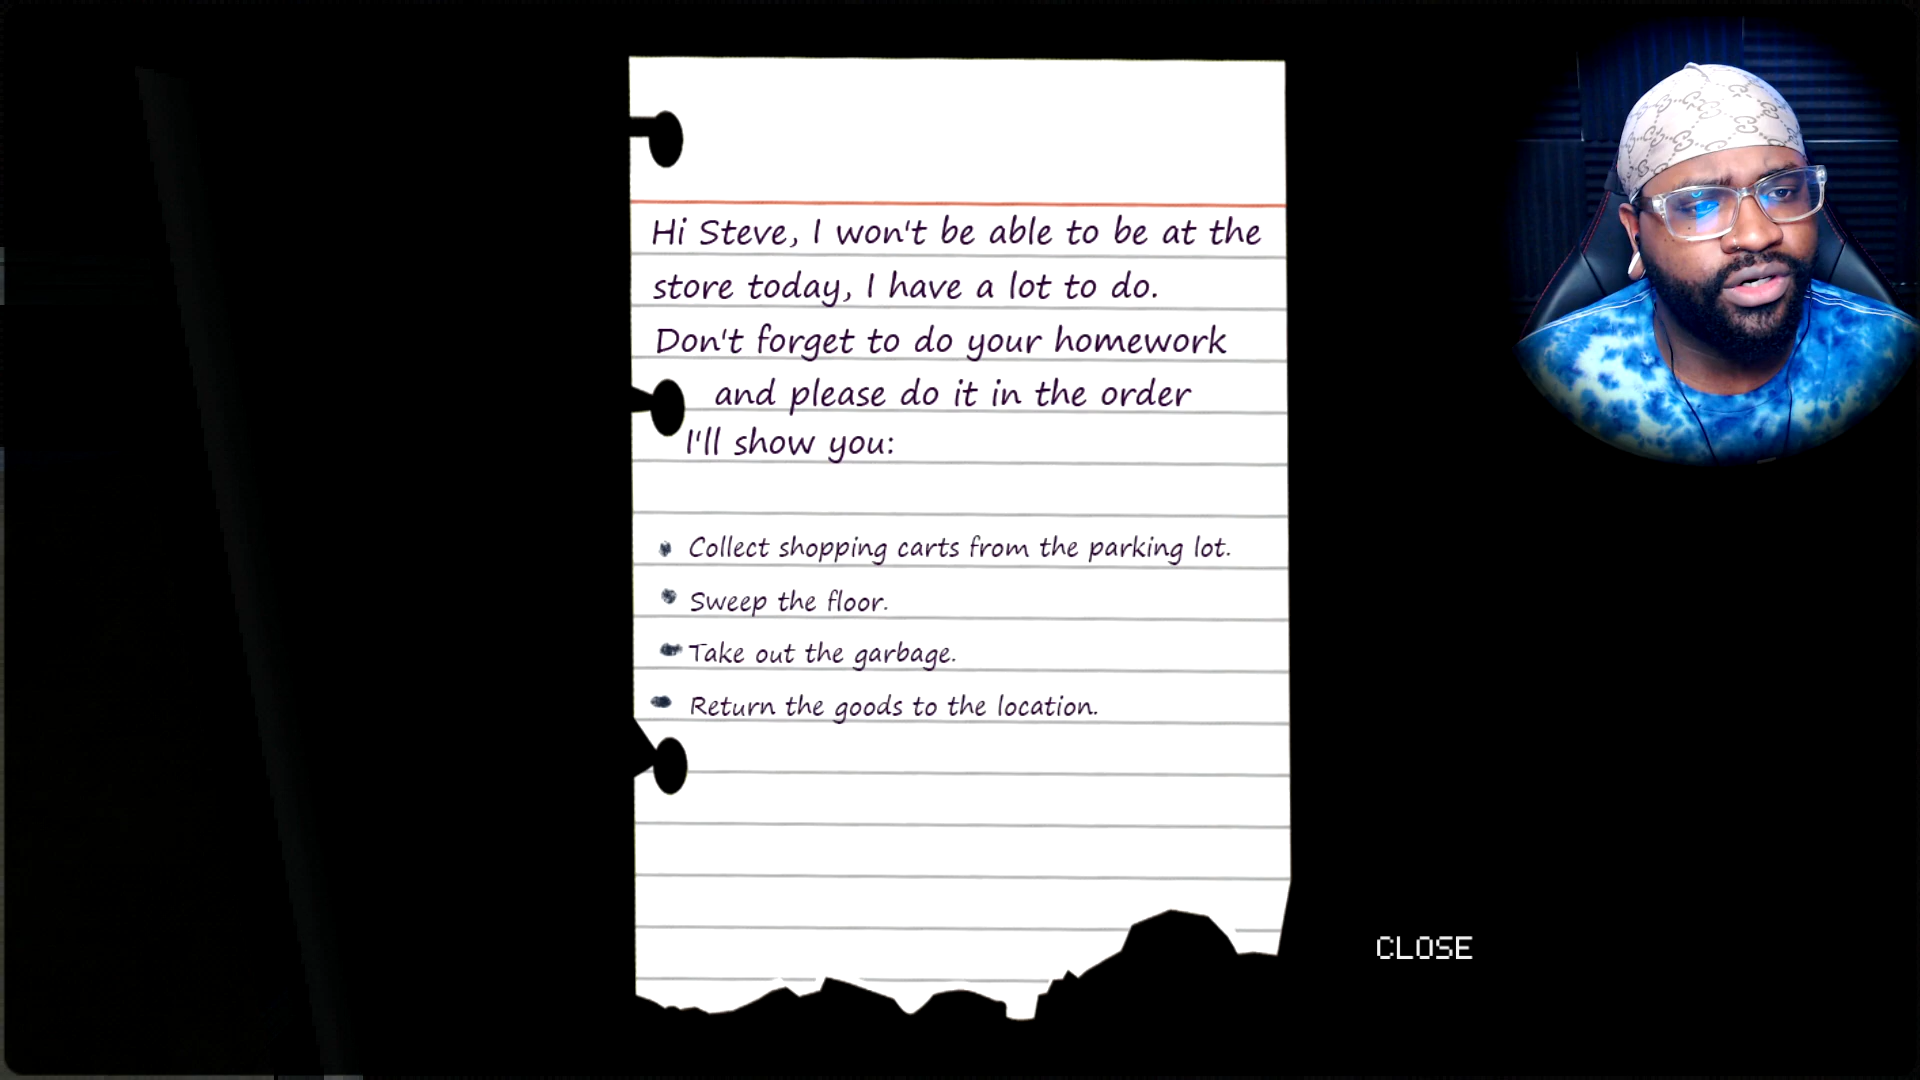 Hi Steve, I won't be able to be at the
store today, I have a lot to do.
Don't forget to do your homework
and please do it in the order
I'll show you:
Collect shopping carts from the parking lot.
Sweep the floor.
Take out the garbage.
Return the goods to the location.
CLOSE